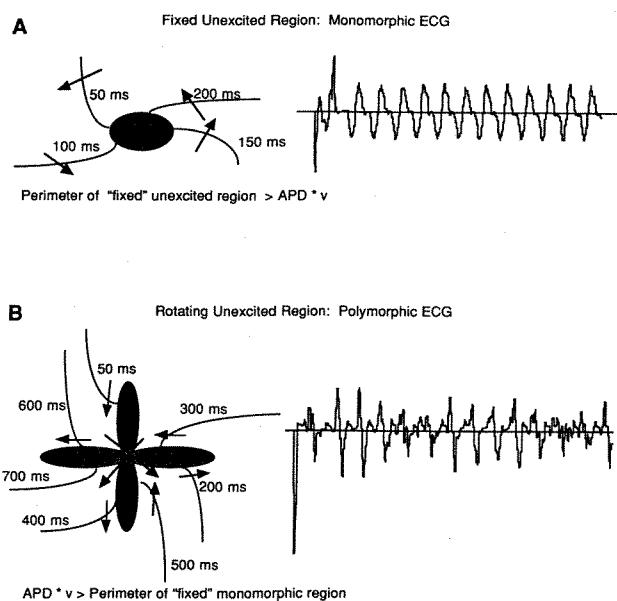 A
Fixed Unexcited Region: Monomorphic ECG
50 ms
200 ms
100 ms
150 ms
Perimeter of "fixed" unexcited region > APD * v
B
Rotating Unexcited Region: Polymorphic ECG
50 ms
600 ms
300 ms
700 ms
200 ms
400 ms
500 ms
APD * v > Perimeter of "fixed" monomorphic region